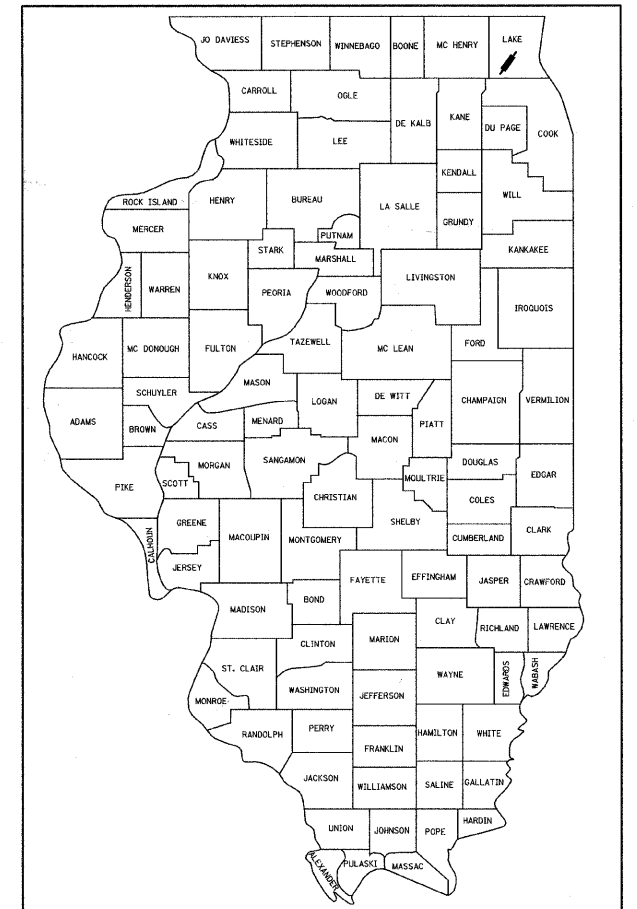 JO DAVIESS
STEPHENSON
WINNEBAGO
BOONE
MC HENRY
LAKE
CARROLL
OGLE
DE KALB
KANE
DU PAGE
COOK
WHITESIDE
LEE
KENDALL
WILL
ROCK ISLAND
HENRY
BUREAU
LA SALLE
GRUNDY
MERCER
PUTNAM
STARK
MARSHALL
KANKAKEE
HENDERSON
WARREN
KNOX
PEORIA
WOODFORD
LIVINGSTON
IROQUOIS
HANCOCK
MC DONOUGH
FULTON
TAZEWELL
MC LEAN
FORD
SCHUYLER
MASON
LOGAN
DE WITT
CHAMPAIGN
VERMILION
ADAMS
BROWN
CASS
MENARD
PIATT
MACON
SANGAMON
MORGAN
SCOTT
PIKE
CHRISTIAN
MOULTRIE
DOUGLAS
EDGAR
COLES
SHELBY
CALHOUN
GREENE
MACOUPIN
MONTGOMERY
CUMBERLAND
CLARK
JERSEY
FAYETTE
EFFINGHAM
JASPER
CRAWFORD
MADISON
BOND
CLAY
RICHLAND
LAWRENCE
CLINTON
MARION
ST. CLAIR
WAYNE
EDWARDS
WABASH
WASHINGTON
JEFFERSON
MONROE
RANDOLPH
PERRY
HAMILTON
WHITE
FRANKLIN
JACKSON
WILLIAMSON
SALINE
GALLATIN
UNION
JOHNSON
POPE
HARDIN
ALEXANDER
PULASKI
MASSAC